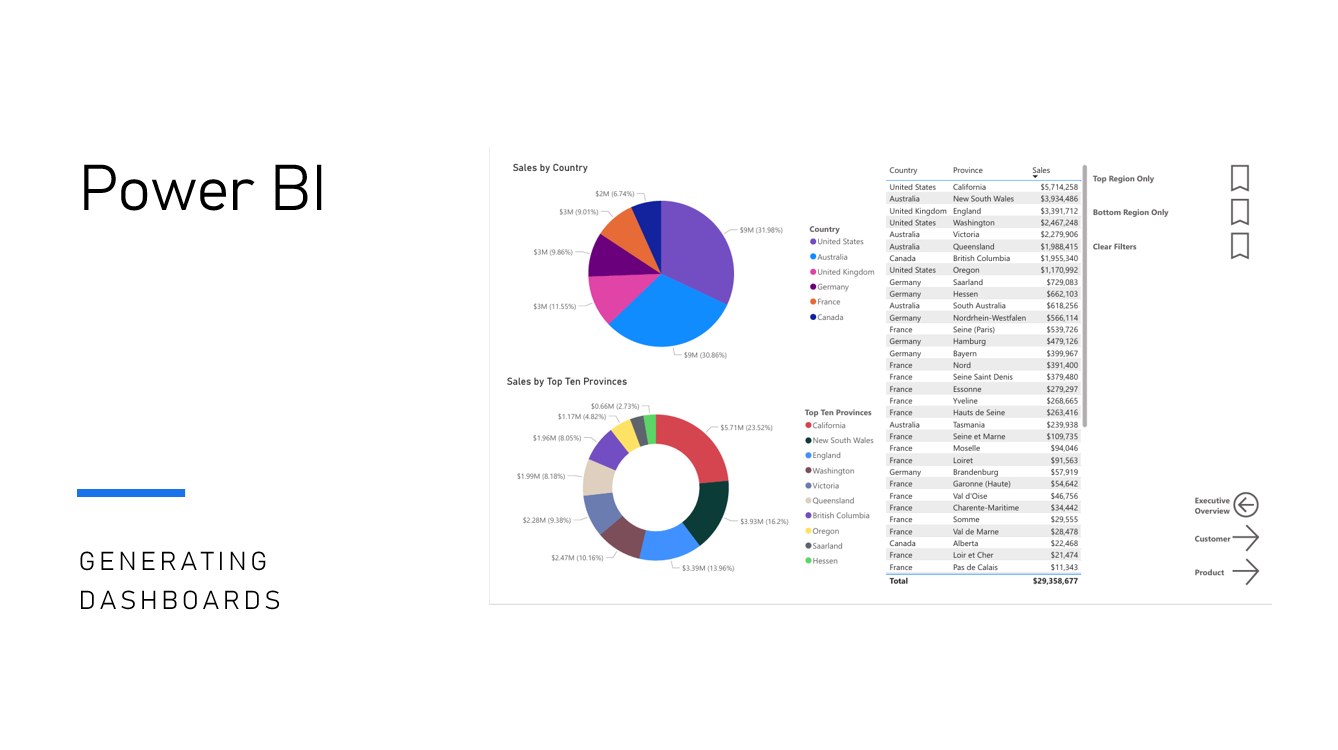 Power BI
GENERATING
DASHBOARDS
Sales by Country
$2M (6.74%)
$3M (9.01%)
$3M (9.86%)
$3M (11.55%)
$9M (31.98%)
$9M (30.86%)
Country
United States
Australia
United Kingdom
Germany
France
Canada
Sales by Top Ten Provinces
$0.66M (2.73%)
$1.17M (4.82%)
$1.96M (8.05%)
$1.99M (8.18%)
$2.28M (9.38%)
$2.47M (10.16%)
$5.71M (23.52%)
$3.93M (16.2%)
$3.39M (13.96%)
Top Ten Provinces
California
New South Wales
England
Washington
Victoria
Queensland
British Columbia
Oregon
Saarland
Hessen
Country Province Sales
United States California $5,714,258
Australia New South Wales $3,934,486
United Kingdom England $3,391,712
United States Washington $2,467,248
Australia Victoria $2,279,906
Australia Queensland $1,988,415
Canada British Columbia $1,955,340
United States Oregon $1,170,992
Germany Saarland $729,083
Germany Hessen $662,103
Australia South Australia $618,256
Germany Nordrhein-Westfalen $566,114
France Seine (Paris) $539,726
Germany Hamburg $479,126
Germany Bayern $399,967
France Nord $391,400
France Seine Saint Denis $379,480
France Essonne $279,297
France Yveline $268,665
France Hauts de Seine $263,416
Australia Tasmania $239,938
France Seine et Marne $109,735
France Moselle $94,046
France Loiret $91,563
Germany Brandenburg $57,919
France Garonne (Haute) $54,642
France Val d'Oise $46,756
France Charente-Maritime $34,442
France Somme $29,555
France Val de Marne $28,478
Canada Alberta $22,468
France Loir et Cher $21,474
France Pas de Calais $11,343
Total $29,358,677
Top Region Only
Bottom Region Only
Clear Filters
Executive
Overview
Customer
Product